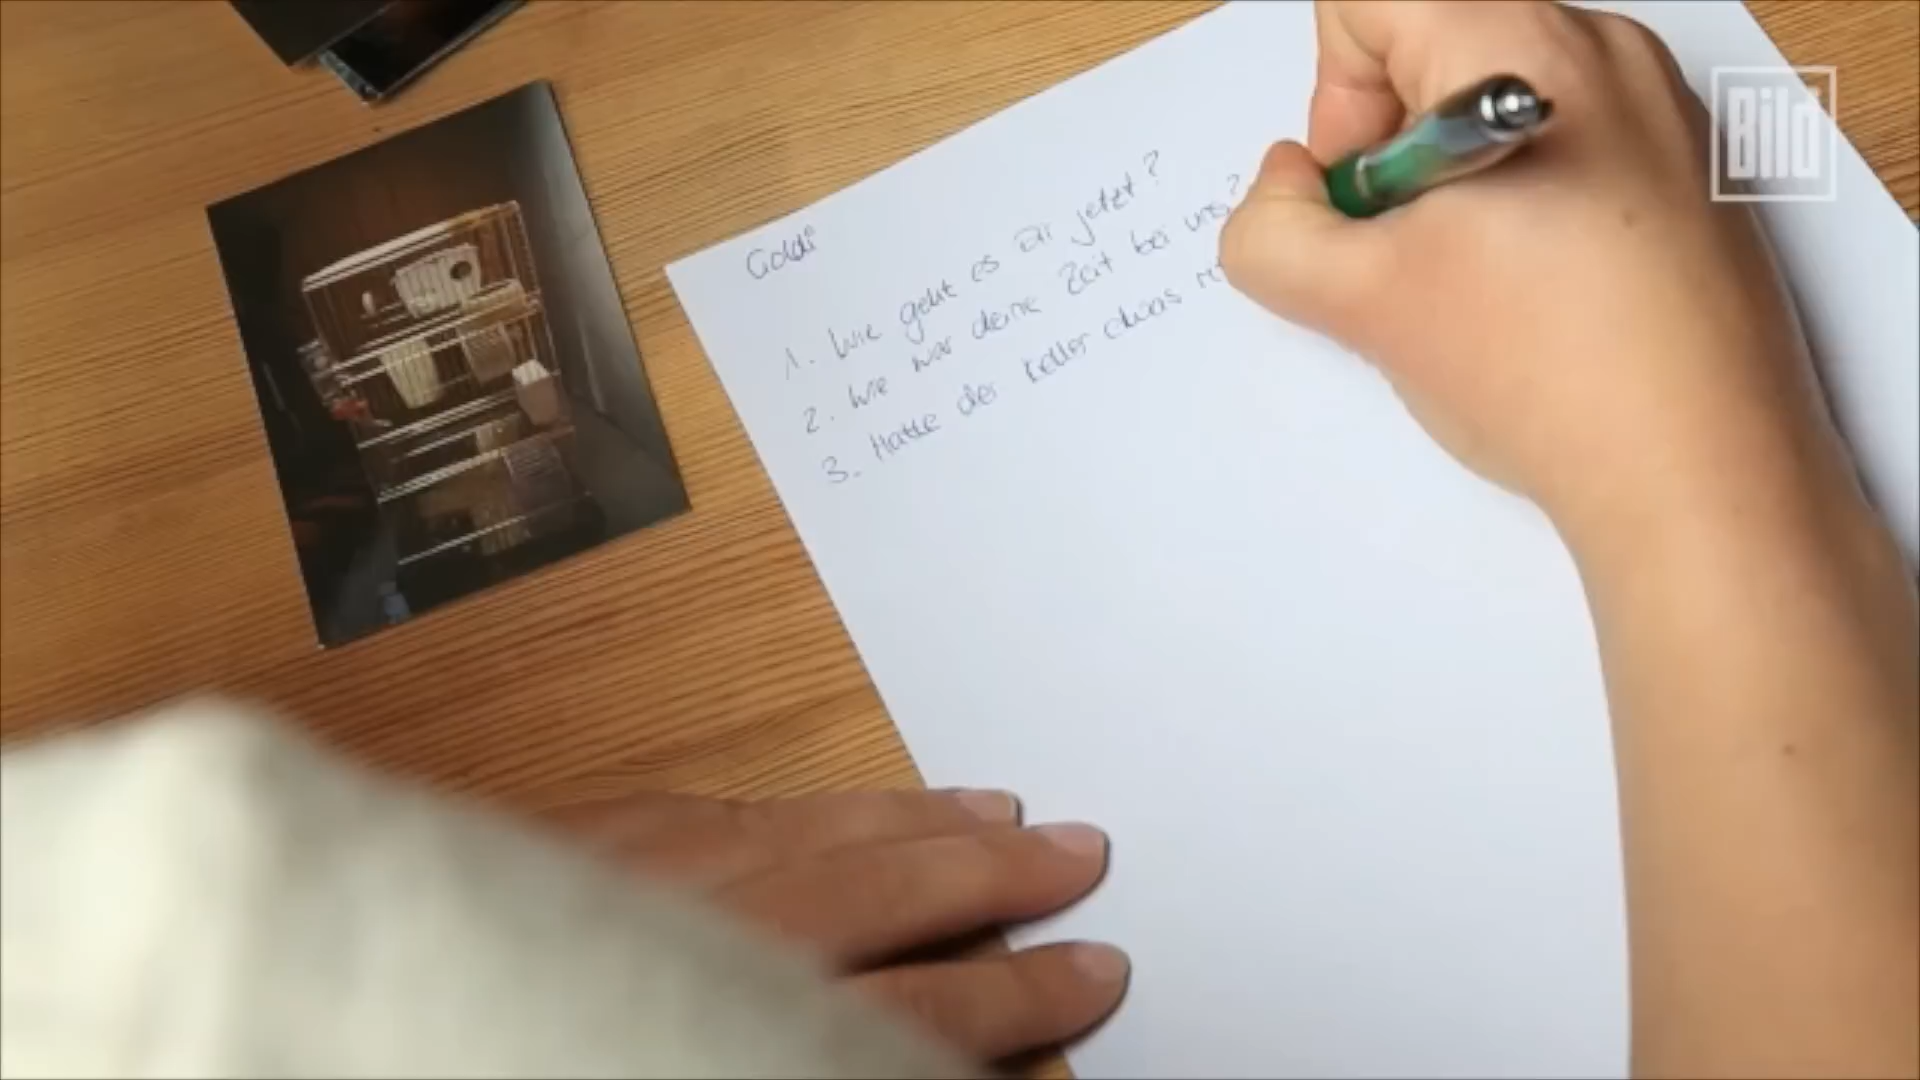 Bild
Goldi
1. Wie geht es Dir jetzt?
2. Wie war deine Zeit bei uns?
3. Hatte der Keller etwas